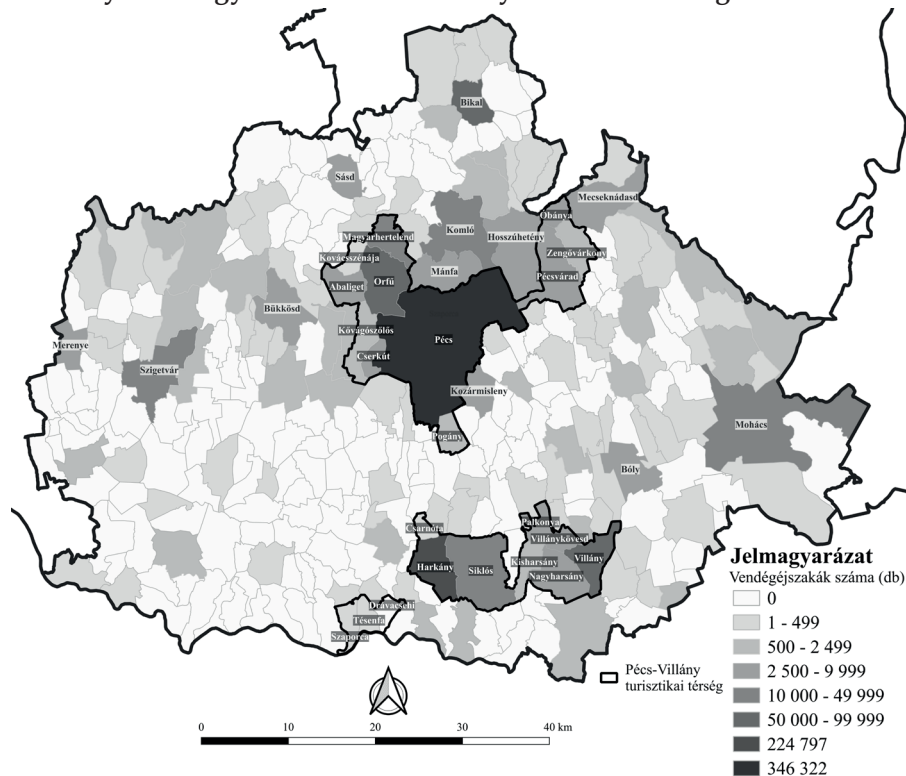 Bikal
Sásd
Mecseknádasd
Óbánya
Komló
Hosszúhetény
Magyarhertelend
Zengővárkony
Kovácsszénája
Mánfa
Pécsvárad
Orfű
Abaliget
Bükkösd
Kővágószőlős
Pécs
Merenye
Cserkút
Szigetvár
Kozármisleny
Mohács
Pogány
Bóly
Palkonya
Csarnóta
Villánykövesd
Villány
Kisharsány
Harkány
Siklós
Nagyharsány
Drávacsehi
Tésenfa
Szaporca
Jelmagyarázat
Vendégéjszakák száma (db)
0
1 - 499
500 - 2 499
2 500 - 9 999
10 000 - 49 999
50 000 - 99 999
224 797
346 322
Pécs-Villány
turisztikai térség
0 10 20 30 40 km